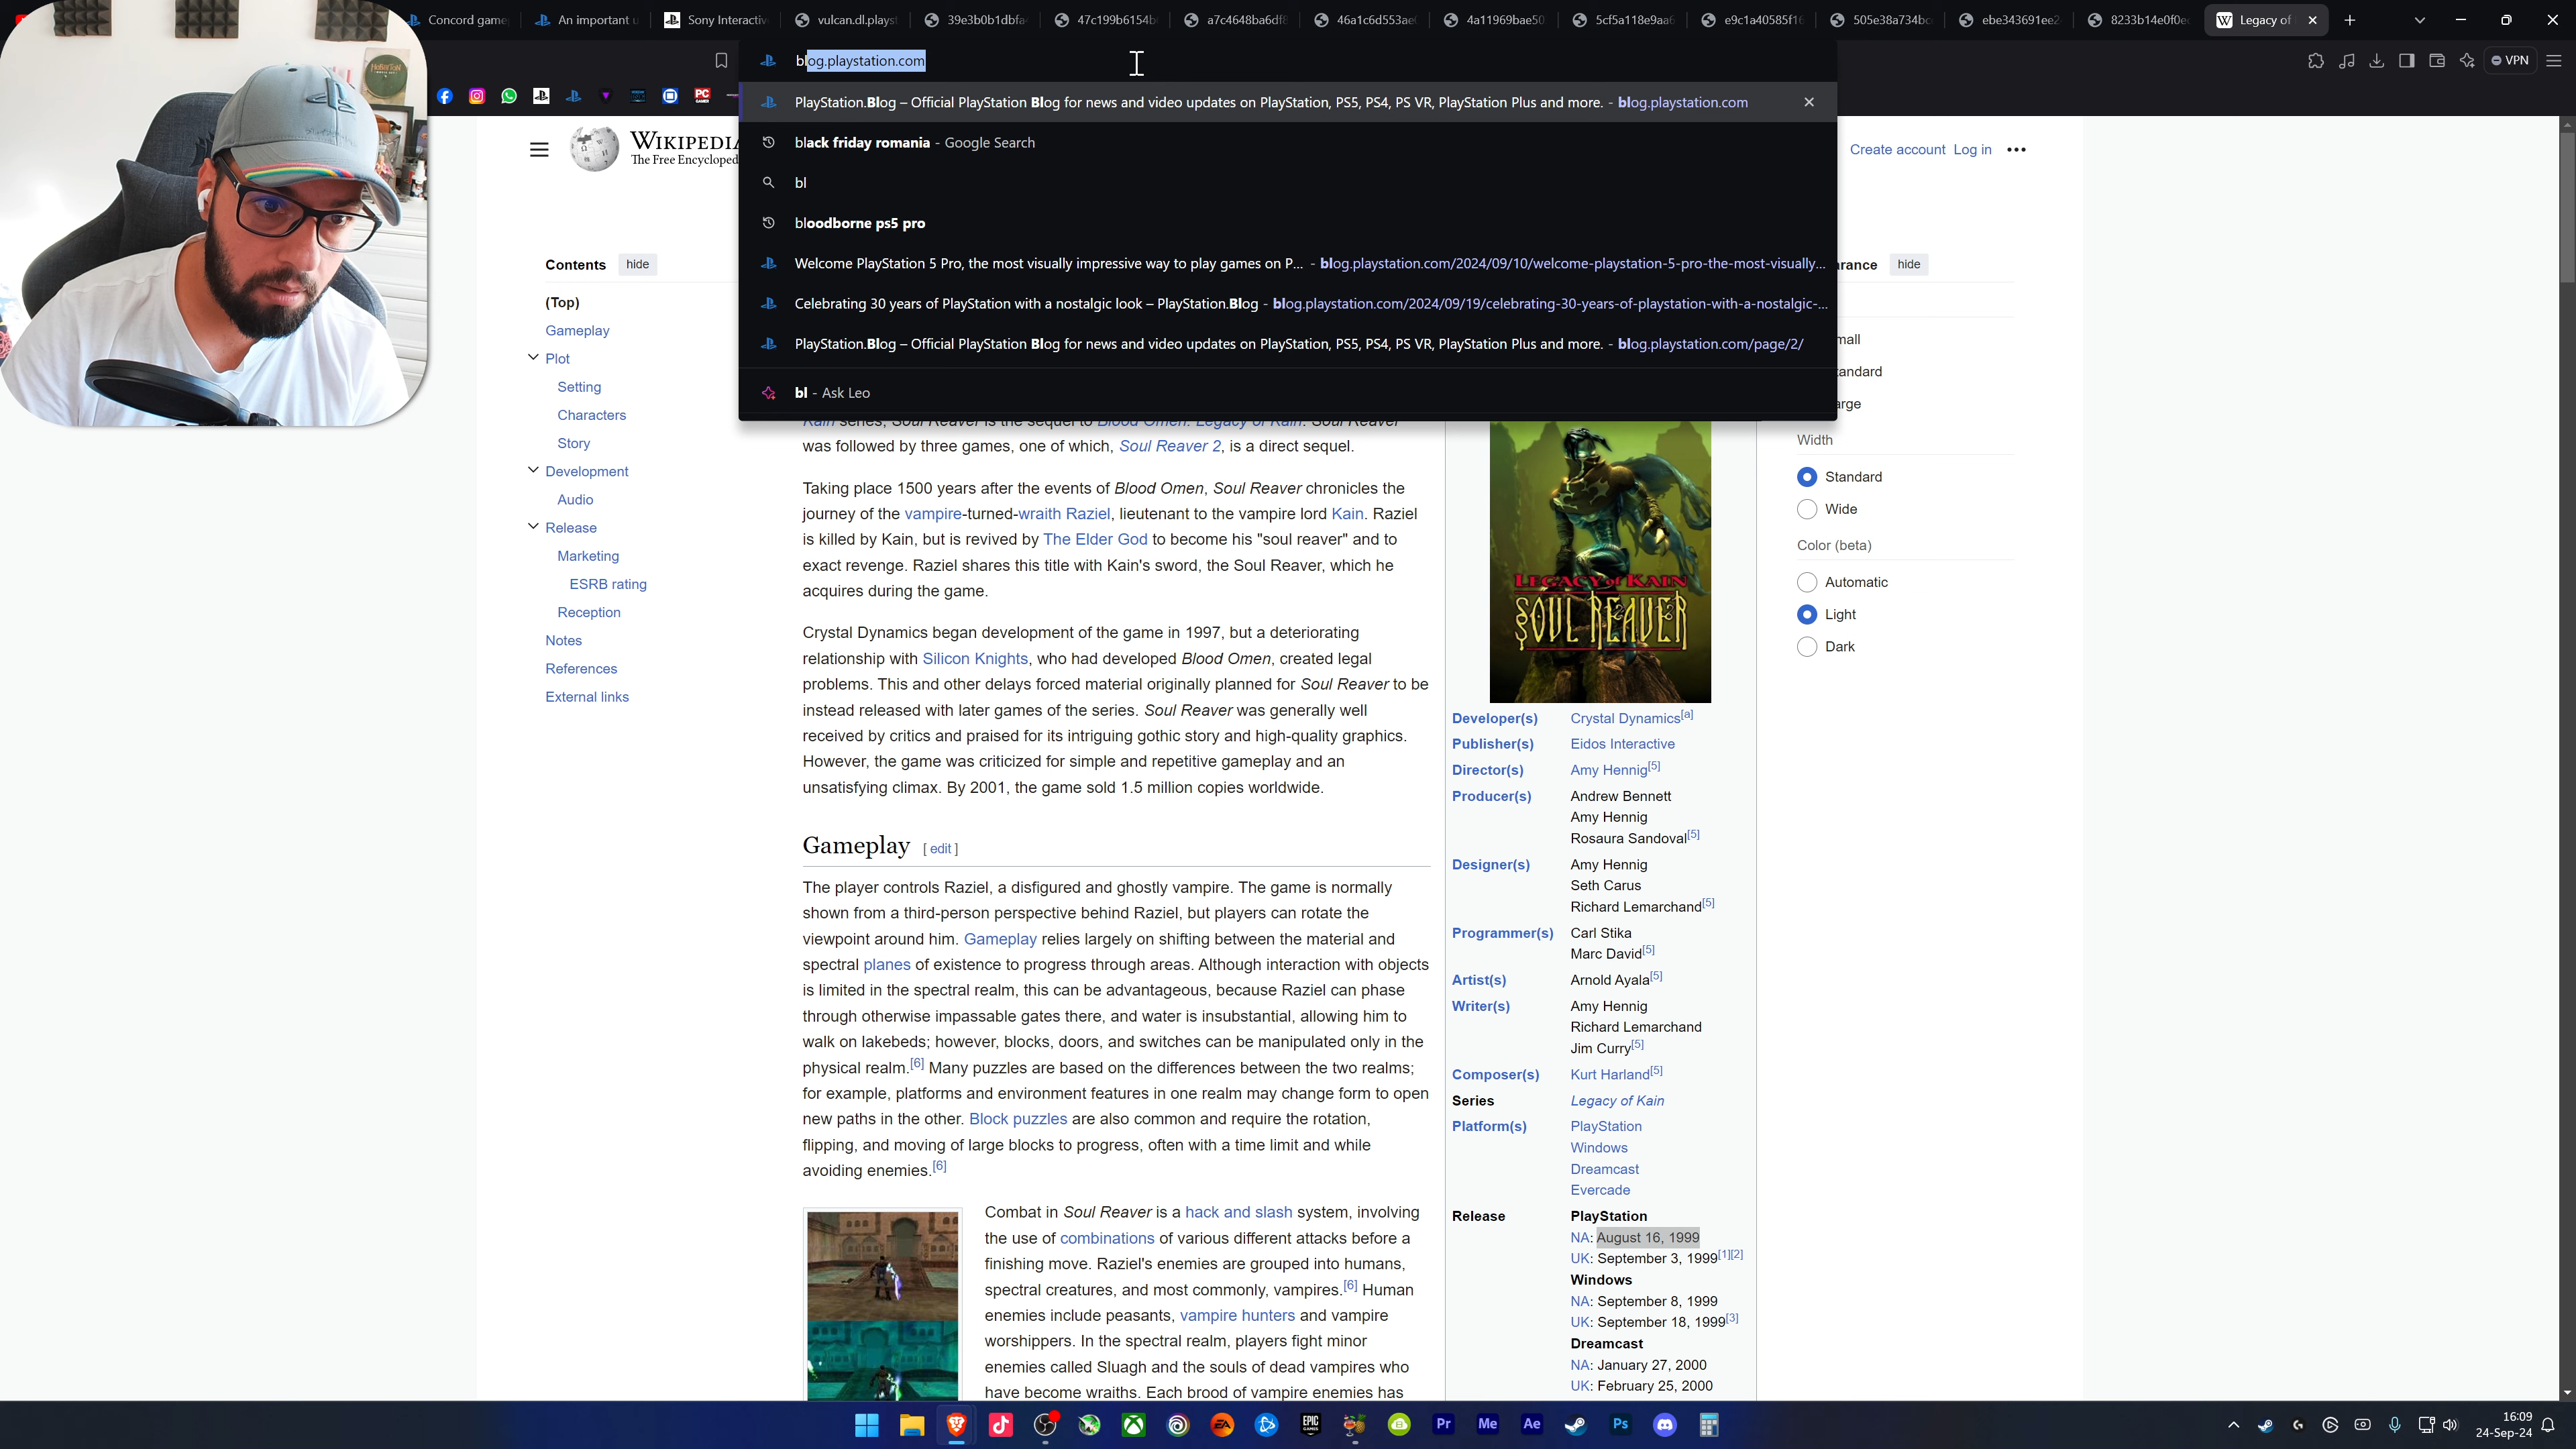 Concord game
An important u
Sony Interactiv
vulcan.dl.playst
39e3b0b1dbfa
47c199b6154b
a7c4648ba6df8
46a1c6d553ae
4a11969bae50
5cf5a118e9aa
e9c1a40585f1
505e38a734bc
ebe343691ee2
8233b14e0f0e
Legacy of
blog.playstation.com
VPN
PlayStation.Blog – Official PlayStation Blog for news and video updates on PlayStation, PS5, PS4, PS VR, PlayStation Plus and more. - blog.playstation.com
black friday romania - Google Search
bl
bloodborne ps5 pro
Welcome PlayStation 5 Pro, the most visually impressive way to play games on P... - blog.playstation.com/2024/09/10/welcome-playstation-5-pro-the-most-visually...
Celebrating 30 years of PlayStation with a nostalgic look – PlayStation.Blog - blog.playstation.com/2024/09/19/celebrating-30-years-of-playstation-with-a-nostalgic-...
PlayStation.Blog – Official PlayStation Blog for news and video updates on PlayStation, PS5, PS4, PS VR, PlayStation Plus and more. - blog.playstation.com/page/2/
bl - Ask Leo
WIKIPEDIA
The Free Encycloped
Create account Log in
Contents hide
(Top)
Gameplay
Plot
Setting
Characters
Story
Development
Audio
Release
Marketing
ESRB rating
Reception
Notes
References
External links
Kain series, Soul Reaver is the sequel to Blood Omen: Legacy of Kain. Soul Reaver
was followed by three games, one of which, Soul Reaver 2, is a direct sequel.
Taking place 1500 years after the events of Blood Omen, Soul Reaver chronicles the
journey of the vampire-turned-wraith Raziel, lieutenant to the vampire lord Kain. Raziel
is killed by Kain, but is revived by The Elder God to become his "soul reaver" and to
exact revenge. Raziel shares this title with Kain's sword, the Soul Reaver, which he
acquires during the game.
Crystal Dynamics began development of the game in 1997, but a deteriorating
relationship with Silicon Knights, who had developed Blood Omen, created legal
problems. This and other delays forced material originally planned for Soul Reaver to be
instead released with later games of the series. Soul Reaver was generally well
received by critics and praised for its intriguing gothic story and high-quality graphics.
However, the game was criticized for simple and repetitive gameplay and an
unsatisfying climax. By 2001, the game sold 1.5 million copies worldwide.
Gameplay [ edit ]
The player controls Raziel, a disfigured and ghostly vampire. The game is normally
shown from a third-person perspective behind Raziel, but players can rotate the
viewpoint around him. Gameplay relies largely on shifting between the material and
spectral planes of existence to progress through areas. Although interaction with objects
is limited in the spectral realm, this can be advantageous, because Raziel can phase
through otherwise impassable gates there, and water is insubstantial, allowing him to
walk on lakebeds; however, blocks, doors, and switches can be manipulated only in the
physical realm.[6] Many puzzles are based on the differences between the two realms;
for example, platforms and environment features in one realm may change form to open
new paths in the other. Block puzzles are also common and require the rotation,
flipping, and moving of large blocks to progress, often with a time limit and while
avoiding enemies.[6]
Combat in Soul Reaver is a hack and slash system, involving
the use of combinations of various different attacks before a
finishing move. Raziel's enemies are grouped into humans,
spectral creatures, and most commonly, vampires.[6] Human
enemies include peasants, vampire hunters and vampire
worshippers. In the spectral realm, players fight minor
enemies called Sluagh and the souls of dead vampires who
have become wraiths. Each brood of vampire enemies has
LEGACY of KAIN
SOUL REAVER
Developer(s) Crystal Dynamics[a]
Publisher(s) Eidos Interactive
Director(s) Amy Hennig[5]
Producer(s) Andrew Bennett
Amy Hennig
Rosaura Sandoval[5]
Designer(s) Amy Hennig
Seth Carus
Richard Lemarchand[5]
Programmer(s) Carl Stika
Marc David[5]
Artist(s) Arnold Ayala[5]
Writer(s) Amy Hennig
Richard Lemarchand
Jim Curry[5]
Composer(s) Kurt Harland[5]
Series Legacy of Kain
Platform(s) PlayStation
Windows
Dreamcast
Evercade
Release PlayStation
NA: August 16, 1999
UK: September 3, 1999[1][2]
Windows
NA: September 8, 1999
UK: September 18, 1999[3]
Dreamcast
NA: January 27, 2000
UK: February 25, 2000
arance hide
mall
tandard
arge
Width
Standard
Wide
Color (beta)
Automatic
Light
Dark
EA
EPIC GAMES
Pr
Me
Ae
Ps
16:09
24-Sep-24